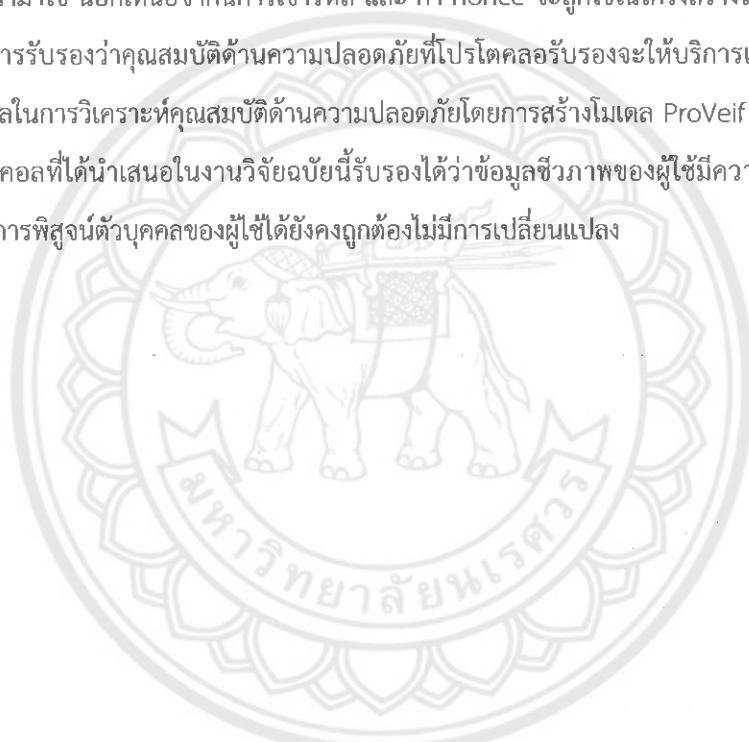 การรับรองว่าคุณสมบัติด้านความปลอดภัยที่โปรโตคลอรับรองจะให้บริการ
ลในการวิเคราะห์คุณสมบัติด้านความปลอดภัยโดยการสร้างโมเดล ProVeif
คอลที่ได้นำเสนอในงานวิจัยฉบับนี้รับรองได้ว่าข้อมูลชีวภาพของผู้ใช้มีความ
การพิสูจน์ตัวบุคคลของผู้ใช้ได้ยังคงถูกต้องไม่มีการเปลี่ยนแปลง
มหาวิทยาลัยนเรศวร